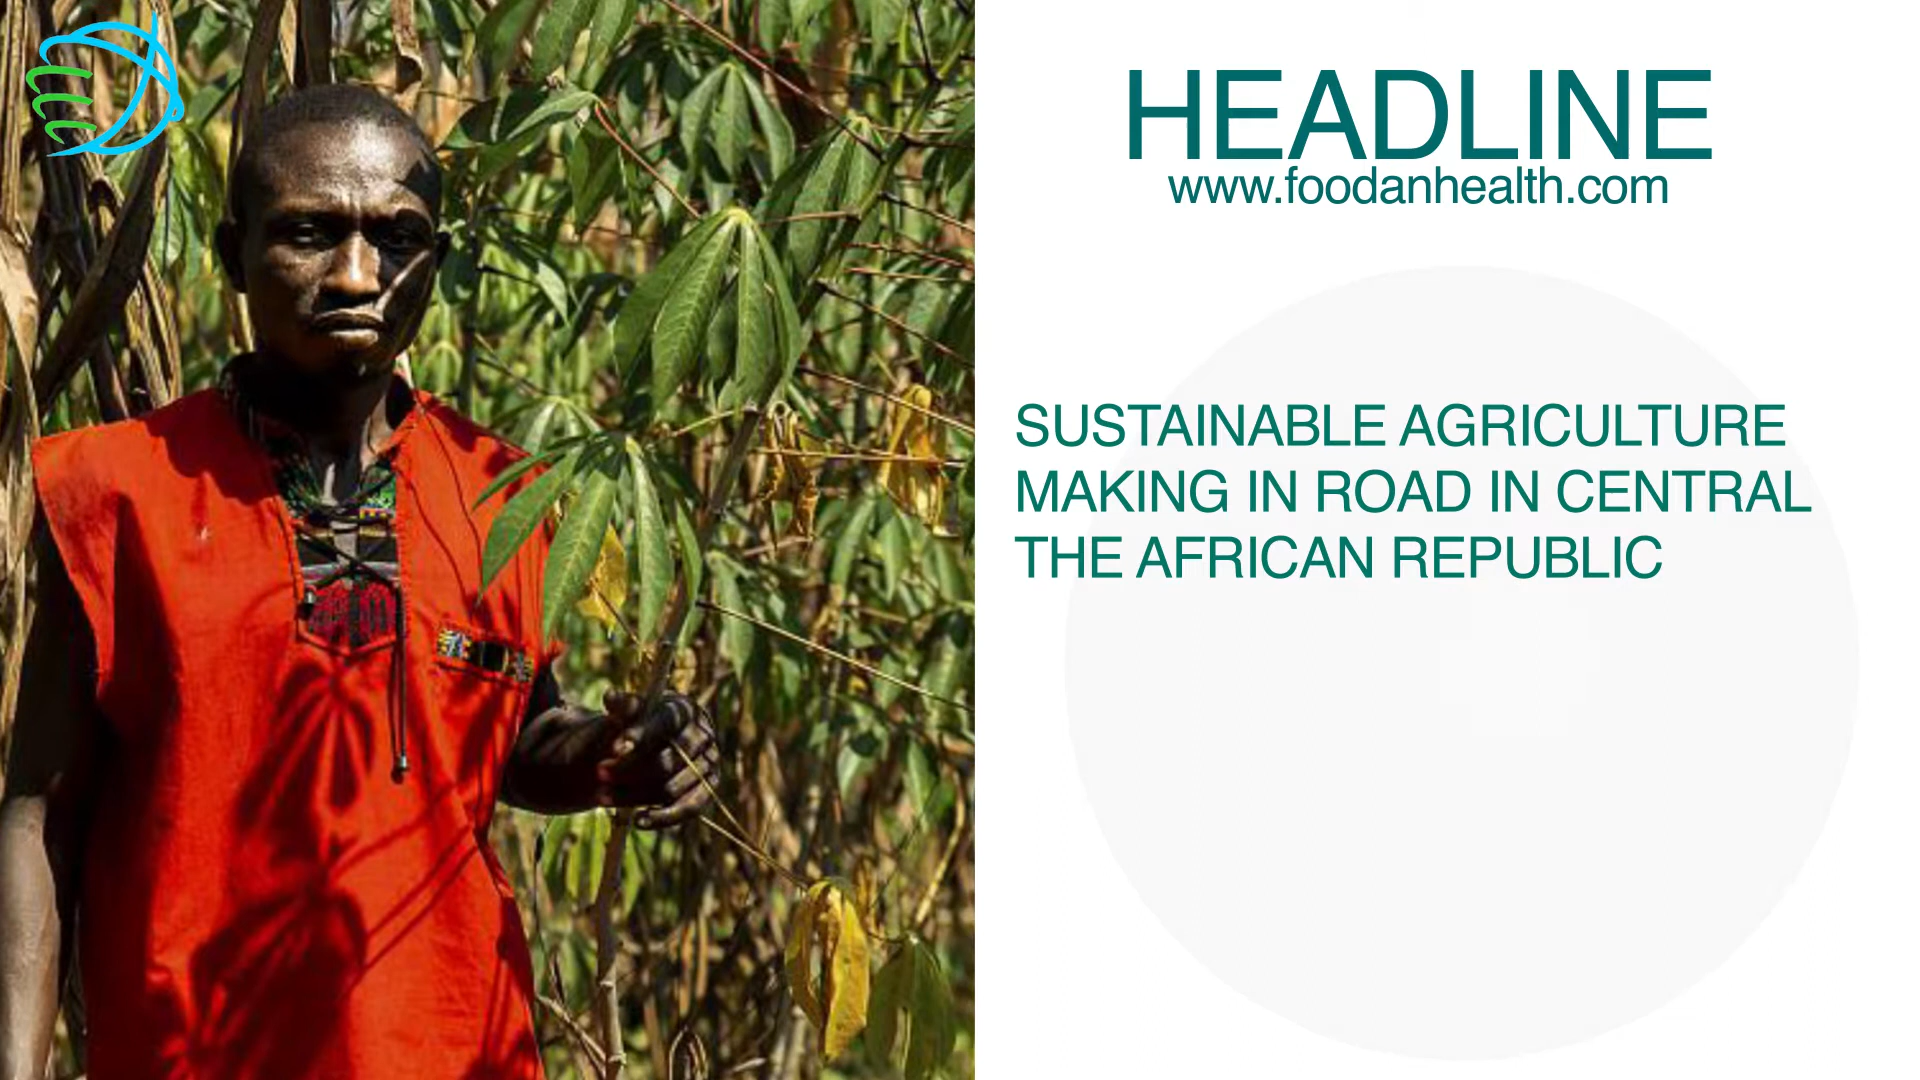 HEADLINE
www.foodanhealth.com
SUSTAINABLE AGRICULTURE
MAKING IN ROAD IN CENTRAL
THE AFRICAN REPUBLIC